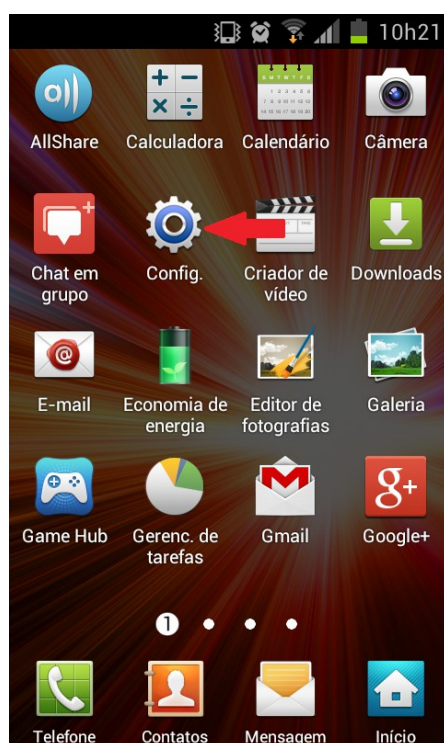 10h21
AllShare
Calculadora
Calendário
Câmera
Chat em
grupo
Config.
Criador de
vídeo
Downloads
E-mail
Economia de
energia
Editor de
fotografias
Galeria
Game Hub
Gerenc. de
tarefas
Gmail
Google+
1
Telefone
Contatos
Mensagem
Início